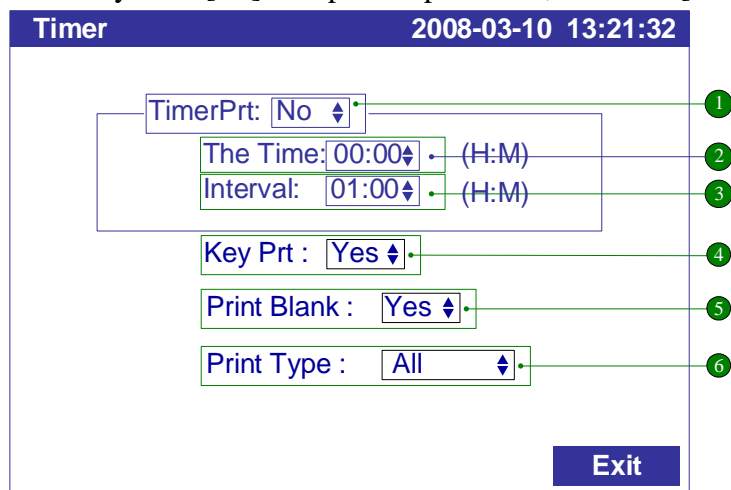 Timer 2008-03-10 13:21:32
TimerPrt: No 1
The Time: 00:00 (H:M) 2
Interval: 01:00 (H:M) 3
Key Prt : Yes 4
Print Blank : Yes 5
Print Type : All 6
Exit